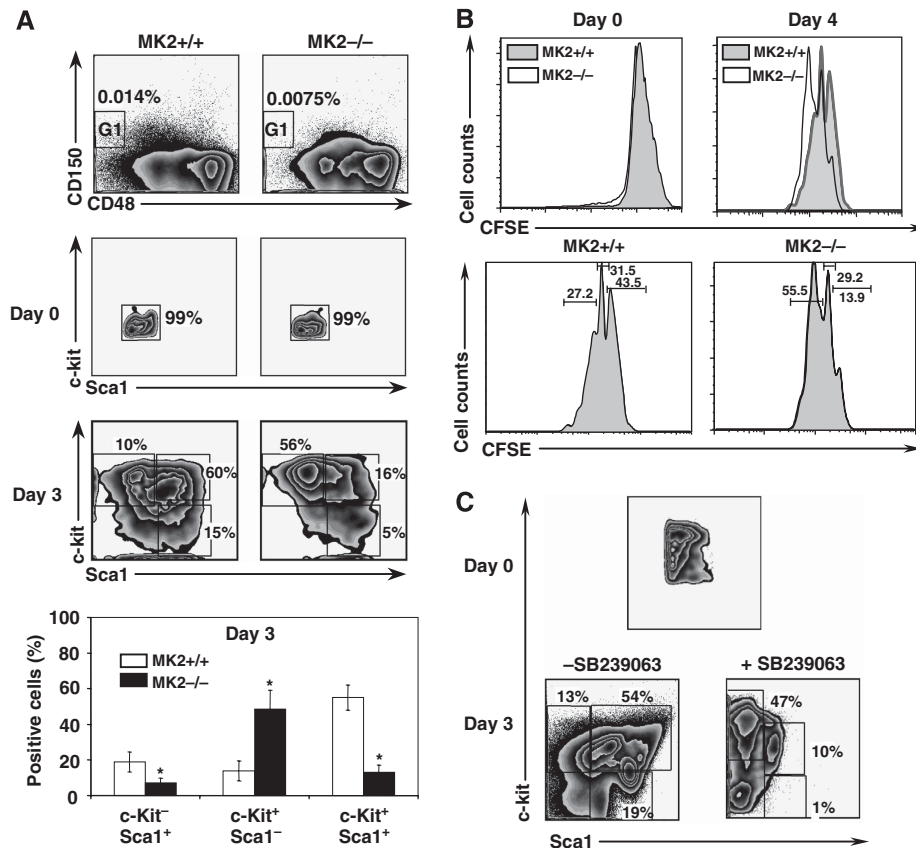 A
MK2+/+
MK2–/–
0.014%
G1
0.0075%
G1
CD150
CD48
Day 0
99%
99%
c-kit
Sca1
Day 3
10%
60%
15%
56%
16%
5%
c-kit
Sca1
Day 3
MK2+/+
MK2–/–
Positive cells (%)
100
80
60
40
20
0
*
*
*
c-Kit⁻
Sca1⁺
c-Kit⁺
Sca1⁻
c-Kit⁺
Sca1⁺
B
Day 0
Day 4
MK2+/+
MK2–/–
MK2+/+
MK2–/–
Cell counts
CFSE
MK2+/+
MK2–/–
27.2
31.5
43.5
55.5
29.2
13.9
Cell counts
CFSE
C
Day 0
–SB239063
+ SB239063
Day 3
13%
54%
19%
47%
10%
1%
c-kit
Sca1